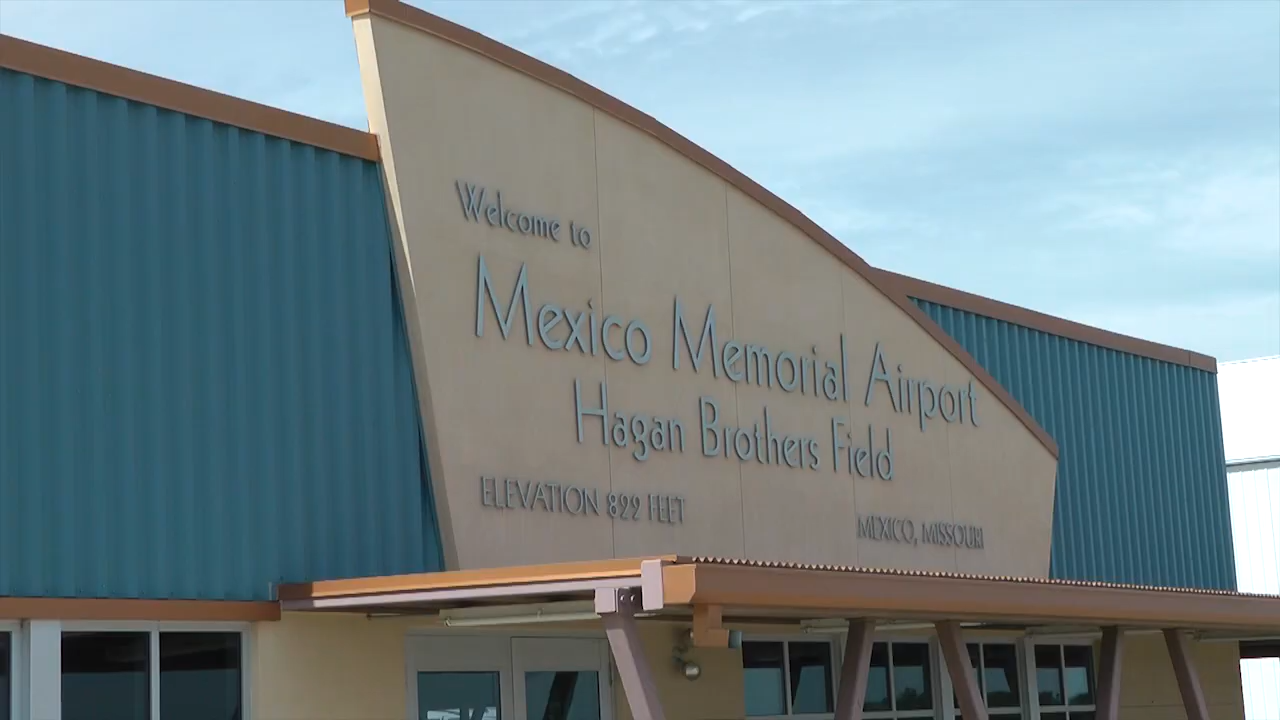 Welcome to
Mexico Memorial Airport
Hagan Brothers Field
ELEVATION 822 FEET
MEXICO, MISSOURI